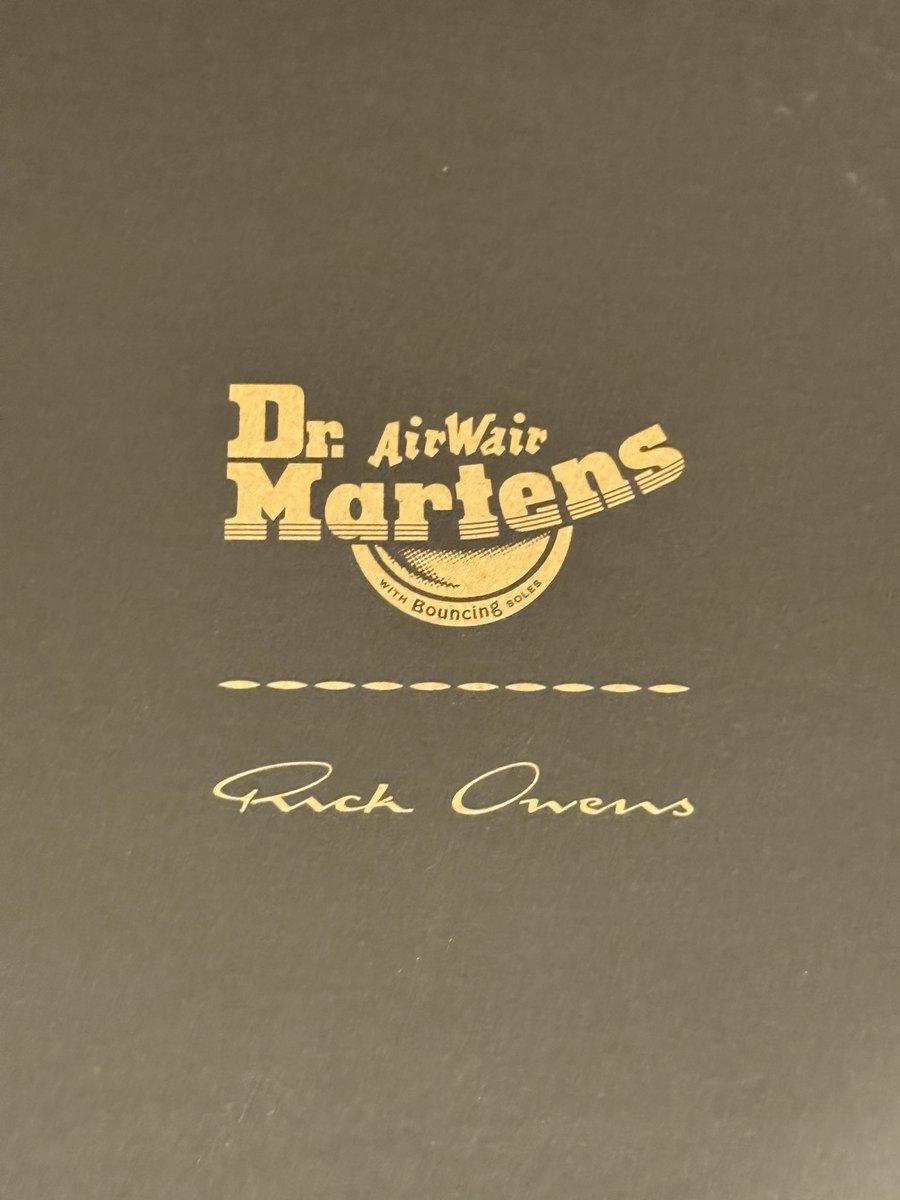 Dr. AirWair
Martens
WITH Bouncing SOLES
Rick Owens